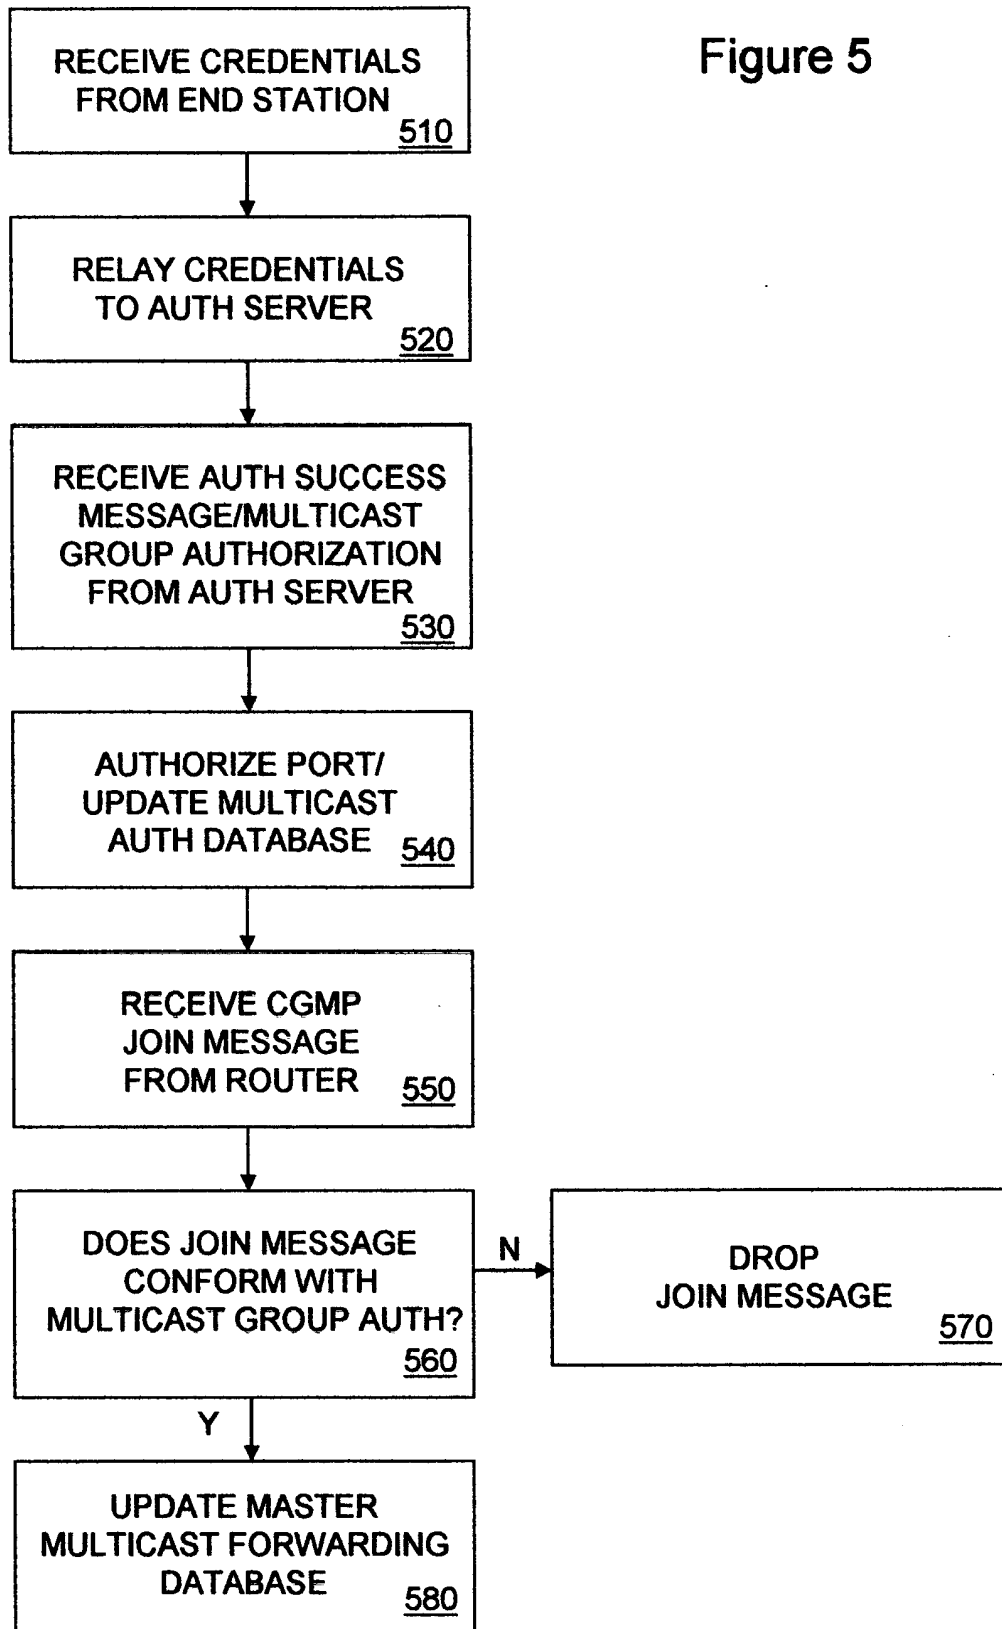 Figure 5
RECEIVE CREDENTIALS
FROM END STATION
510
RELAY CREDENTIALS
TO AUTH SERVER
520
RECEIVE AUTH SUCCESS
MESSAGE/MULTICAST
GROUP AUTHORIZATION
FROM AUTH SERVER
530
AUTHORIZE PORT/
UPDATE MULTICAST
AUTH DATABASE
540
RECEIVE CGMP
JOIN MESSAGE
FROM ROUTER
550
DOES JOIN MESSAGE
CONFORM WITH
MULTICAST GROUP AUTH?
560
N
DROP
JOIN MESSAGE
570
Y
UPDATE MASTER
MULTICAST FORWARDING
DATABASE
580